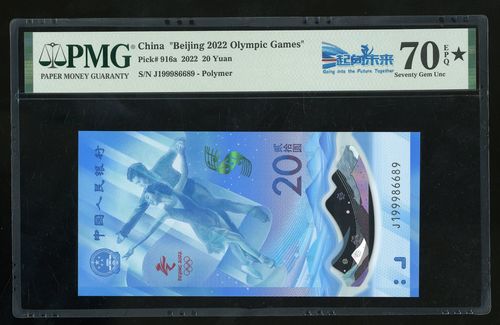 PMG
PAPER MONEY GUARANTY
China "Beijing 2022 Olympic Games"
Pick# 916a 2022 20 Yuan
S/N J199986689 - Polymer
一起向未来
Going into the Future Together
70 EPQ ★
Seventy Gem Unc
中国人民银行
20
贰拾圆
BEIJING 2022
J199986689